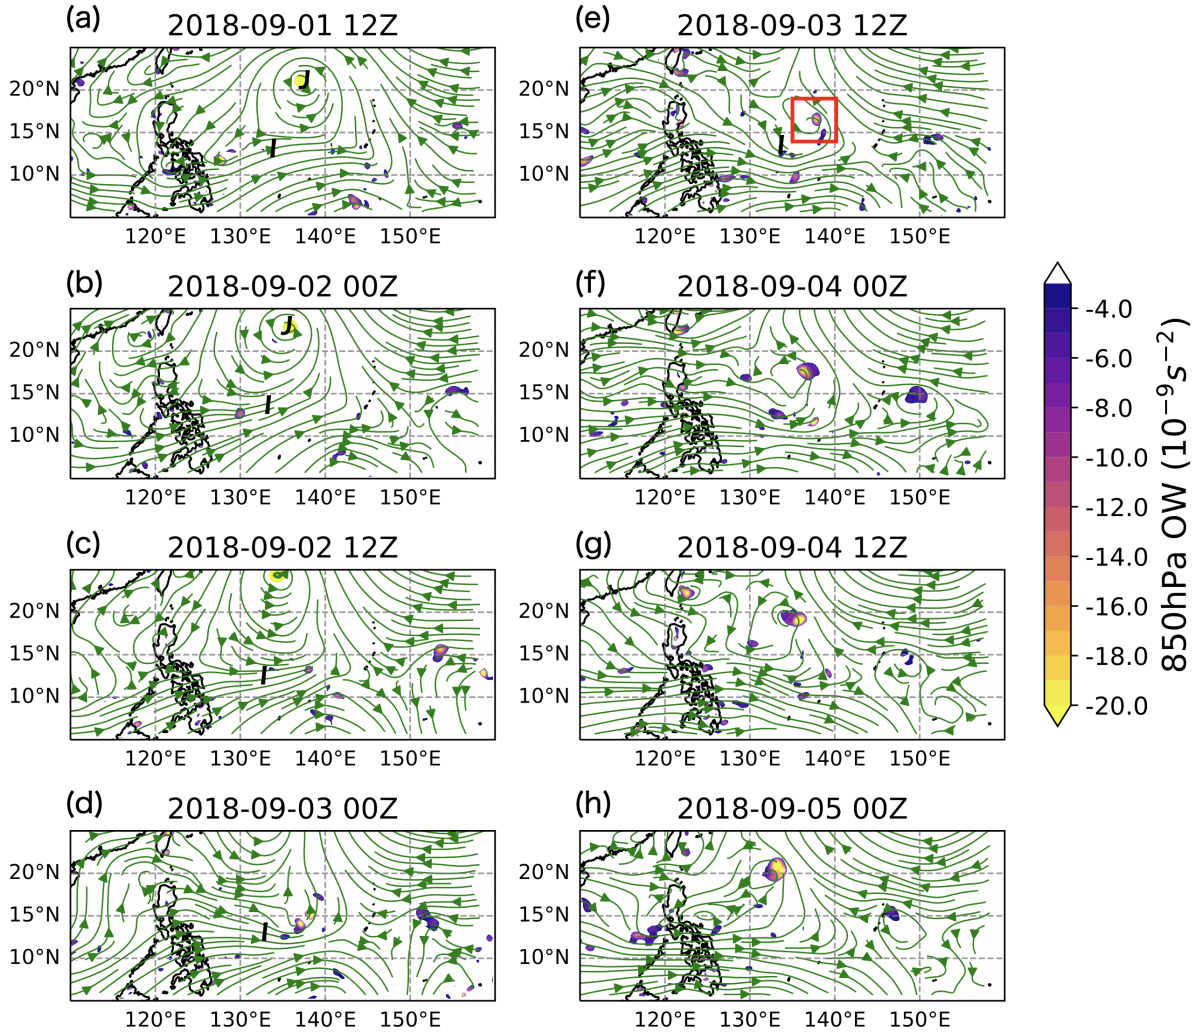 (a)
2018-09-01 12Z
J
I
20°N
15°N
10°N
120°E 130°E 140°E 150°E
(b)
2018-09-02 00Z
J
I
20°N
15°N
10°N
120°E 130°E 140°E 150°E
(c)
2018-09-02 12Z
I
20°N
15°N
10°N
120°E 130°E 140°E 150°E
(d)
2018-09-03 00Z
I
20°N
15°N
10°N
120°E 130°E 140°E 150°E
(e)
2018-09-03 12Z
I
20°N
15°N
10°N
120°E 130°E 140°E 150°E
(f)
2018-09-04 00Z
20°N
15°N
10°N
120°E 130°E 140°E 150°E
(g)
2018-09-04 12Z
20°N
15°N
10°N
120°E 130°E 140°E 150°E
(h)
2018-09-05 00Z
20°N
15°N
10°N
120°E 130°E 140°E 150°E
-4.0
-6.0
-8.0
-10.0
-12.0
-14.0
-16.0
-18.0
-20.0
850hPa OW (10⁻⁹s⁻²)